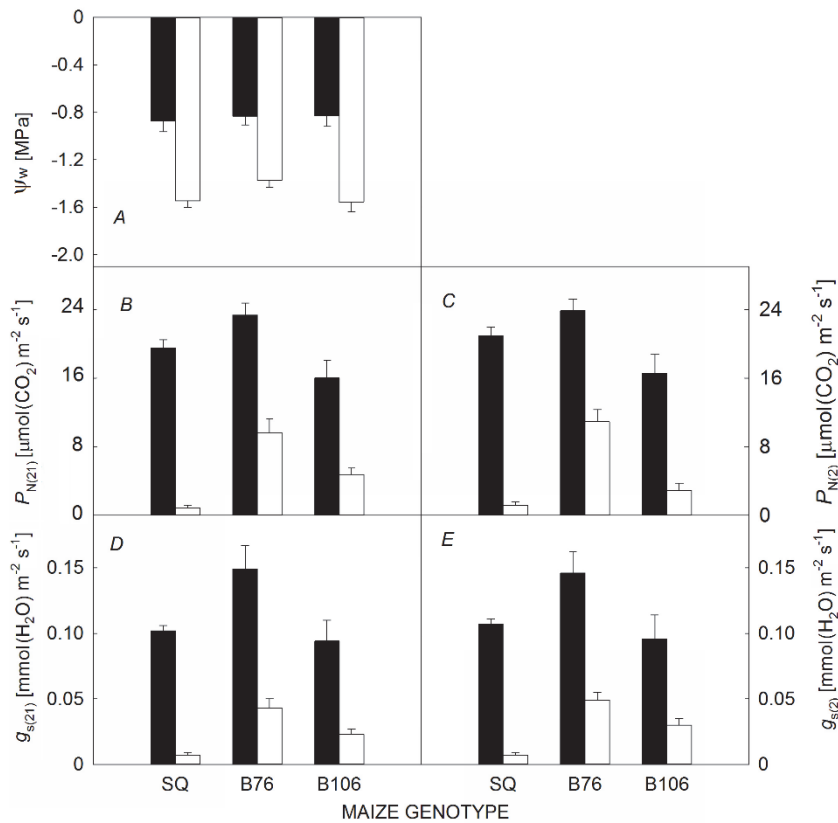 0
-0.4
-0.8
-1.2
-1.6
-2.0
Ψw [MPa]
A
24
16
8
0
PN(21) [μmol(CO2) m-2 s-1]
B
C
24
16
8
0
PN(2) [μmol(CO2) m-2 s-1]
0.15
0.10
0.05
0
gs(21) [mmol(H2O) m-2 s-1]
D
E
0.15
0.10
0.05
0
gs(2) [mmol(H2O) m-2 s-1]
SQ B76 B106 SQ B76 B106
MAIZE GENOTYPE